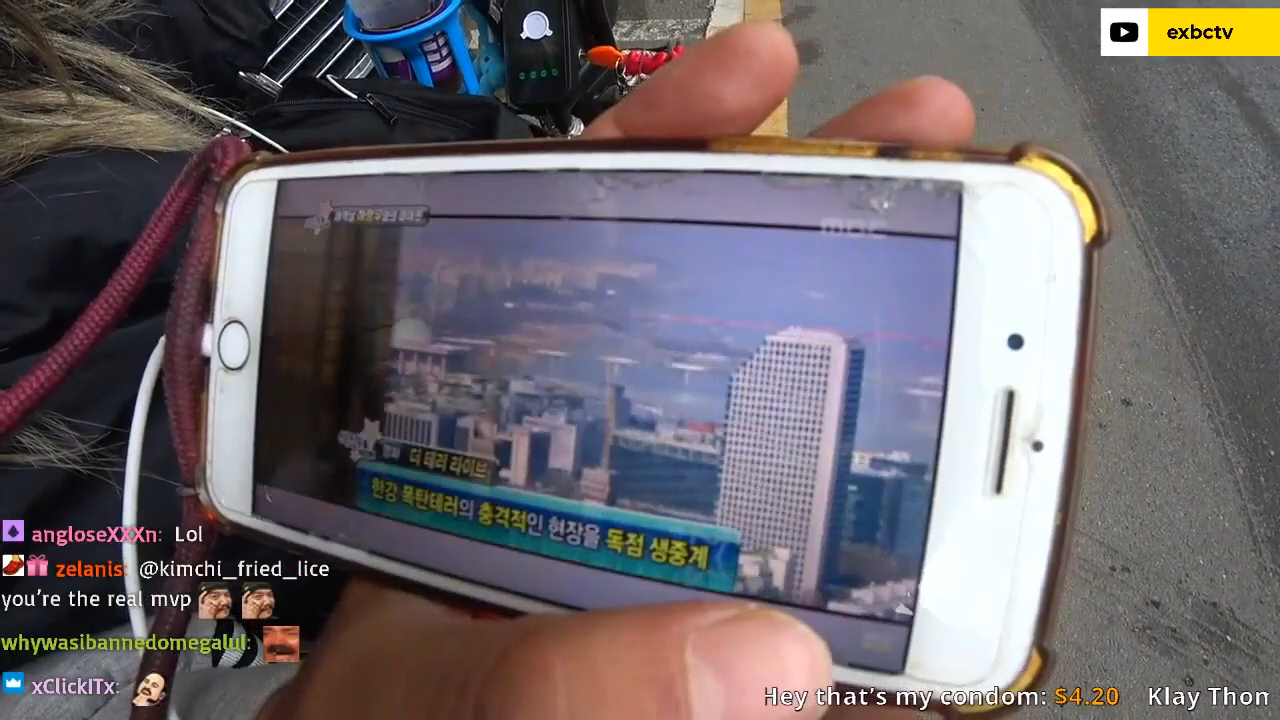 exbctv
mbc
더 테러 라이브
한강 폭탄테러의 충격적인 현장을 독점 생중계
angloseXXXn: Lol
zelanis: @kimchi_fried_lice
you're the real mvp
whywasibannedomegalul:
xClickITx:
Hey that's my condom: $4.20 Klay Thon